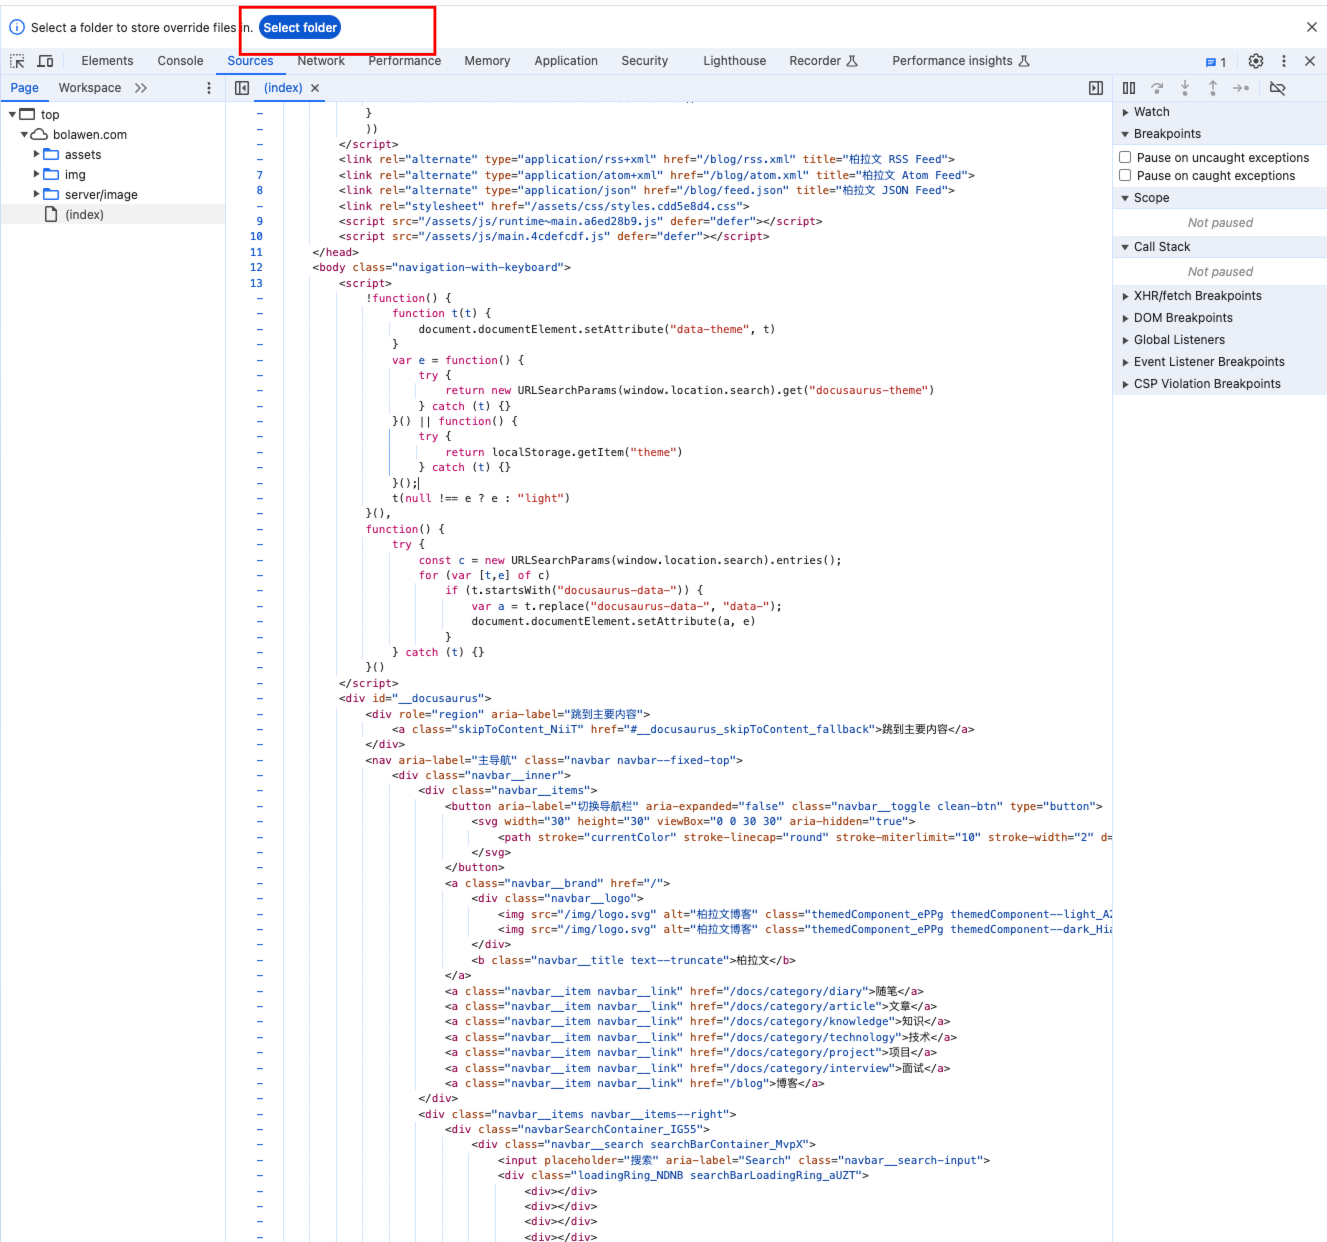 Select a folder to store override files in. Select folder
Elements Console Sources Network Performance Memory Application Security Lighthouse Recorder Performance insights 1
Page Workspace (index)
top
bolawen.com
assets
img
server/image
(index)
}
))
</script>
<link rel="alternate" type="application/rss+xml" href="/blog/rss.xml" title="柏拉文 RSS Feed">
7 <link rel="alternate" type="application/atom+xml" href="/blog/atom.xml" title="柏拉文 Atom Feed">
8 <link rel="alternate" type="application/json" href="/blog/feed.json" title="柏拉文 JSON Feed">
<link rel="stylesheet" href="/assets/css/styles.cdd5e8d4.css">
9 <script src="/assets/js/runtime~main.a6ed28b9.js" defer="defer"></script>
10 <script src="/assets/js/main.4cdefcdf.js" defer="defer"></script>
11 </head>
12 <body class="navigation-with-keyboard">
13 <script>
!function() {
function t(t) {
document.documentElement.setAttribute("data-theme", t)
}
var e = function() {
try {
return new URLSearchParams(window.location.search).get("docusaurus-theme")
} catch (t) {}
}() || function() {
try {
return localStorage.getItem("theme")
} catch (t) {}
}();
t(null !== e ? e : "light")
}(),
function() {
try {
const c = new URLSearchParams(window.location.search).entries();
for (var [t,e] of c)
if (t.startsWith("docusaurus-data-")) {
var a = t.replace("docusaurus-data-", "data-");
document.documentElement.setAttribute(a, e)
}
} catch (t) {}
}()
</script>
<div id="__docusaurus">
<div role="region" aria-label="跳到主要内容">
<a class="skipToContent_NiiT" href="#__docusaurus_skipToContent_fallback">跳到主要内容</a>
</div>
<nav aria-label="主导航" class="navbar navbar--fixed-top">
<div class="navbar__inner">
<div class="navbar__items">
<button aria-label="切换导航栏" aria-expanded="false" class="navbar__toggle clean-btn" type="button">
<svg width="30" height="30" viewBox="0 0 30 30" aria-hidden="true">
<path stroke="currentColor" stroke-linecap="round" stroke-miterlimit="10" stroke-width="2" d=
</svg>
</button>
<a class="navbar__brand" href="/">
<div class="navbar__logo">
<img src="/img/logo.svg" alt="柏拉文博客" class="themedComponent_ePPg themedComponent--light_A
<img src="/img/logo.svg" alt="柏拉文博客" class="themedComponent_ePPg themedComponent--dark_Hia
</div>
<b class="navbar__title text--truncate">柏拉文</b>
</a>
<a class="navbar__item navbar__link" href="/docs/category/diary">随笔</a>
<a class="navbar__item navbar__link" href="/docs/category/article">文章</a>
<a class="navbar__item navbar__link" href="/docs/category/knowledge">知识</a>
<a class="navbar__item navbar__link" href="/docs/category/technology">技术</a>
<a class="navbar__item navbar__link" href="/docs/category/project">项目</a>
<a class="navbar__item navbar__link" href="/docs/category/interview">面试</a>
<a class="navbar__item navbar__link" href="/blog">博客</a>
</div>
<div class="navbar__items navbar__items--right">
<div class="navbarSearchContainer_IG55">
<div class="navbar__search searchBarContainer_MvpX">
<input placeholder="搜索" aria-label="Search" class="navbar__search-input">
<div class="loadingRing_NDNB searchBarLoadingRing_aUZT">
<div></div>
<div></div>
<div></div>
<div></div>
Watch
Breakpoints
Pause on uncaught exceptions
Pause on caught exceptions
Scope
Not paused
Call Stack
Not paused
XHR/fetch Breakpoints
DOM Breakpoints
Global Listeners
Event Listener Breakpoints
CSP Violation Breakpoints